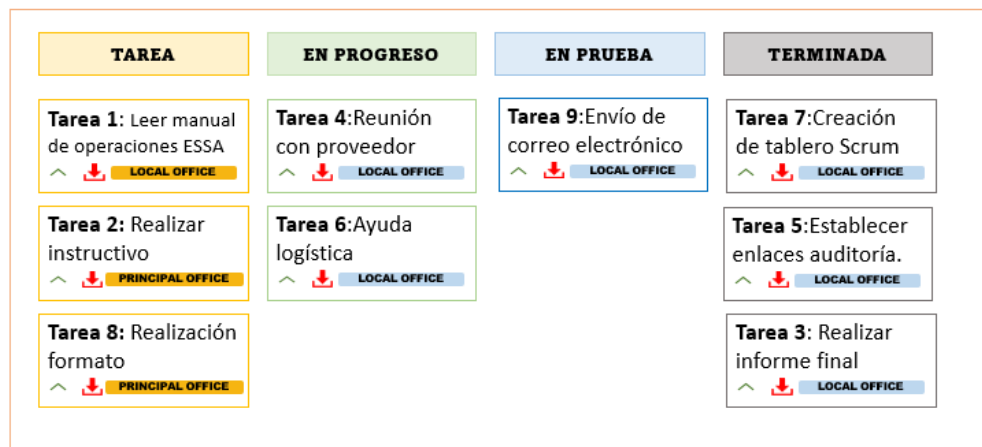 TAREA
Tarea 1: Leer manual
de operaciones ESSA
LOCAL OFFICE
Tarea 2: Realizar
instructivo
PRINCIPAL OFFICE
Tarea 8: Realización
formato
PRINCIPAL OFFICE
EN PROGRESO
Tarea 4:Reunión
con proveedor
LOCAL OFFICE
Tarea 6:Ayuda
logística
LOCAL OFFICE
EN PRUEBA
Tarea 9:Envío de
correo electrónico
LOCAL OFFICE
TERMINADA
Tarea 7:Creación
de tablero Scrum
LOCAL OFFICE
Tarea 5:Establecer
enlaces auditoría.
LOCAL OFFICE
Tarea 3: Realizar
informe final
LOCAL OFFICE